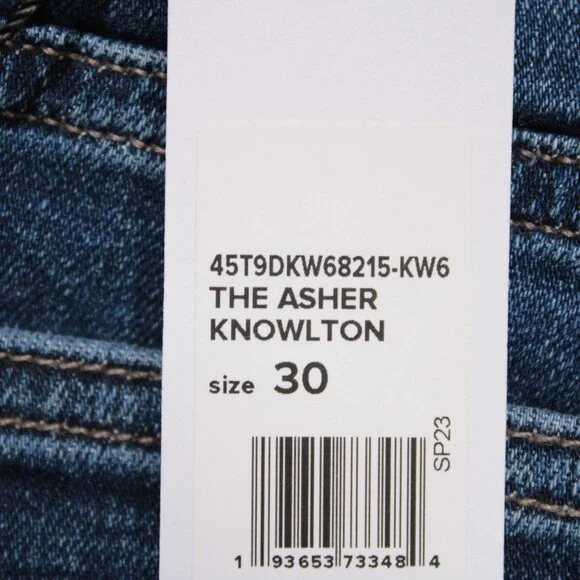 45T9DKW68215-KW6
THE ASHER
KNOWLTON
size 30
SP23
1 93653 73348 4